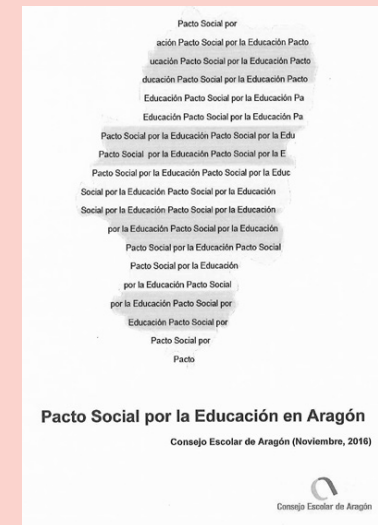 Pacto Social por
ación Pacto Social por la Educación Pacto
ucación Pacto Social por la Educación Pacto
ducación Pacto Social por la Educación Pacto
Educación Pacto Social por la Educación Pa
Educación Pacto Social por la Educación Pa
Pacto Social por la Educación Pacto Social por la Edu
Pacto Social por la Educación Pacto Social por la E
Pacto Social por la Educación Pacto Social por la Educ
Social por la Educación Pacto Social por la Educación
Social por la Educación Pacto Social por la Educación
por la Educación Pacto Social por la Educación
Pacto Social por la Educación Pacto Social
Pacto Social por la Educación
por la Educación Pacto Social
por la Educación Pacto Social por
Educación Pacto Social por
Pacto Social por
Pacto
Pacto Social por la Educación en Aragón
Consejo Escolar de Aragón (Noviembre, 2016)
Consejo Escolar de Aragón